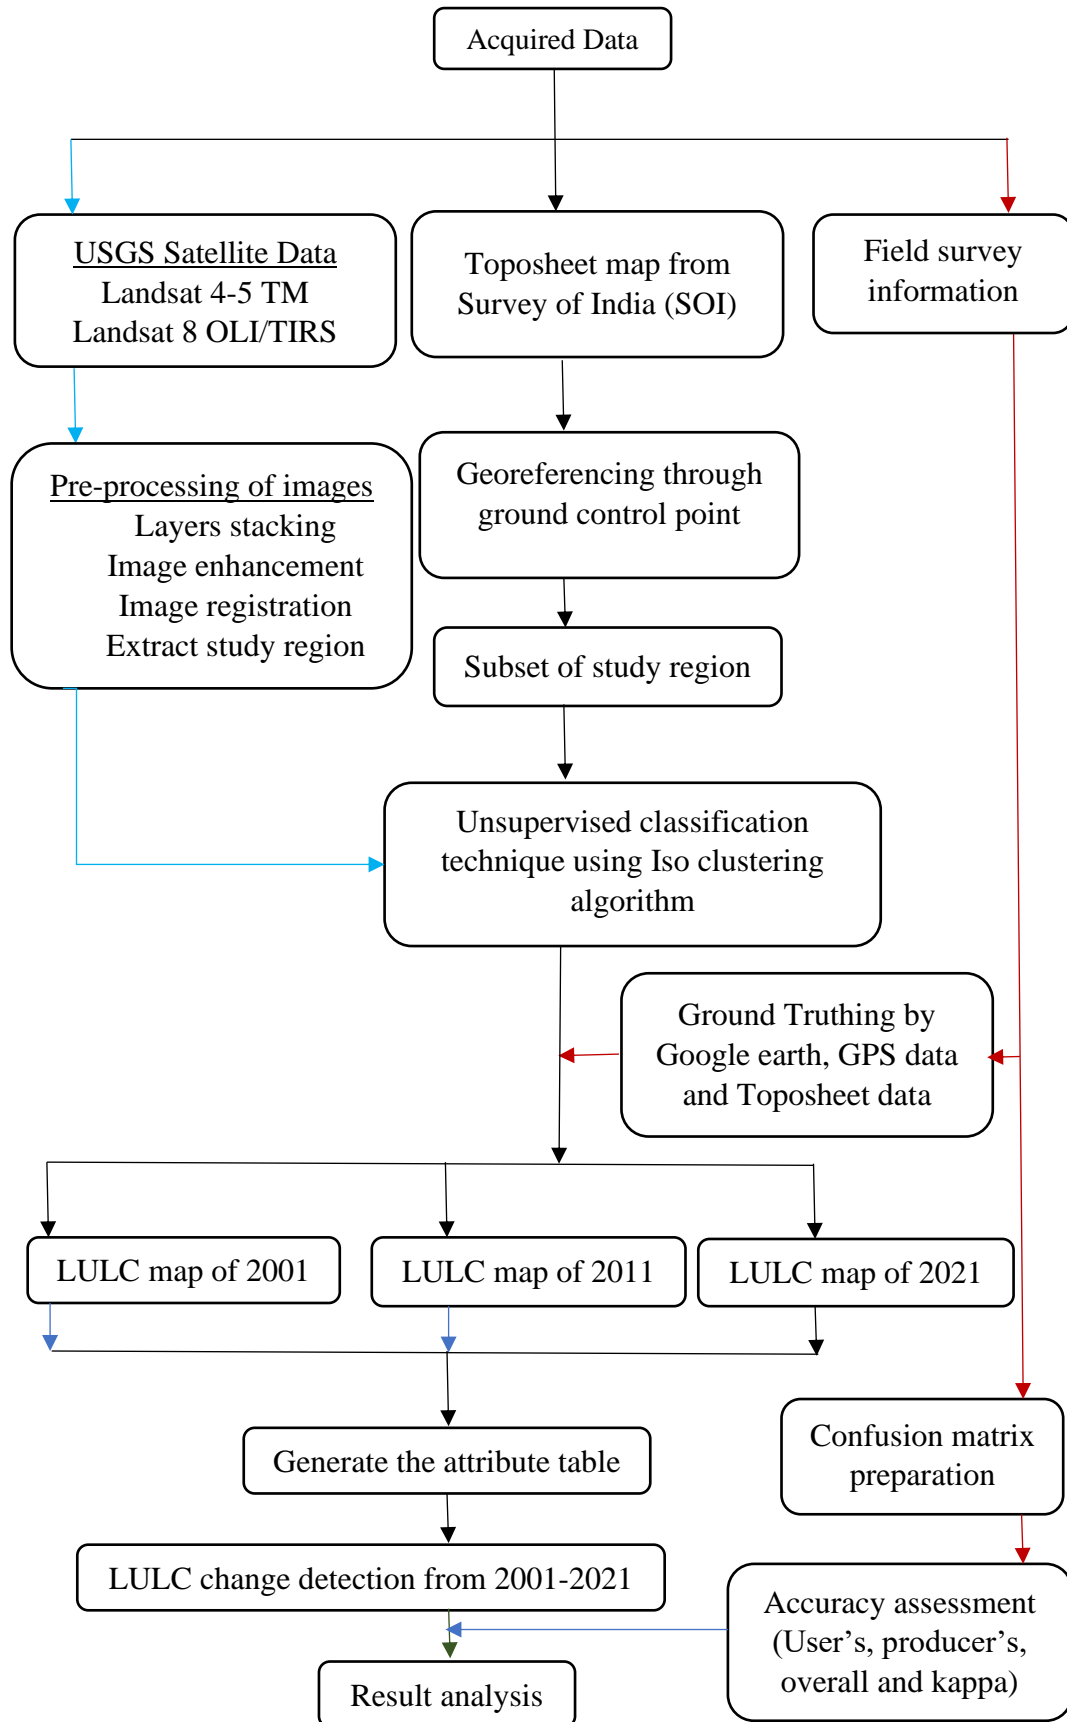 Acquired Data
USGS Satellite Data
Landsat 4-5 TM
Landsat 8 OLI/TIRS
Toposheet map from
Survey of India (SOI)
Field survey
information
Pre-processing of images
Layers stacking
Image enhancement
Image registration
Extract study region
Georeferencing through
ground control point
Subset of study region
Unsupervised classification
technique using Iso clustering
algorithm
Ground Truthing by
Google earth, GPS data
and Toposheet data
LULC map of 2001
LULC map of 2011
LULC map of 2021
Generate the attribute table
Confusion matrix
preparation
LULC change detection from 2001-2021
Accuracy assessment
(User’s, producer’s,
overall and kappa)
Result analysis